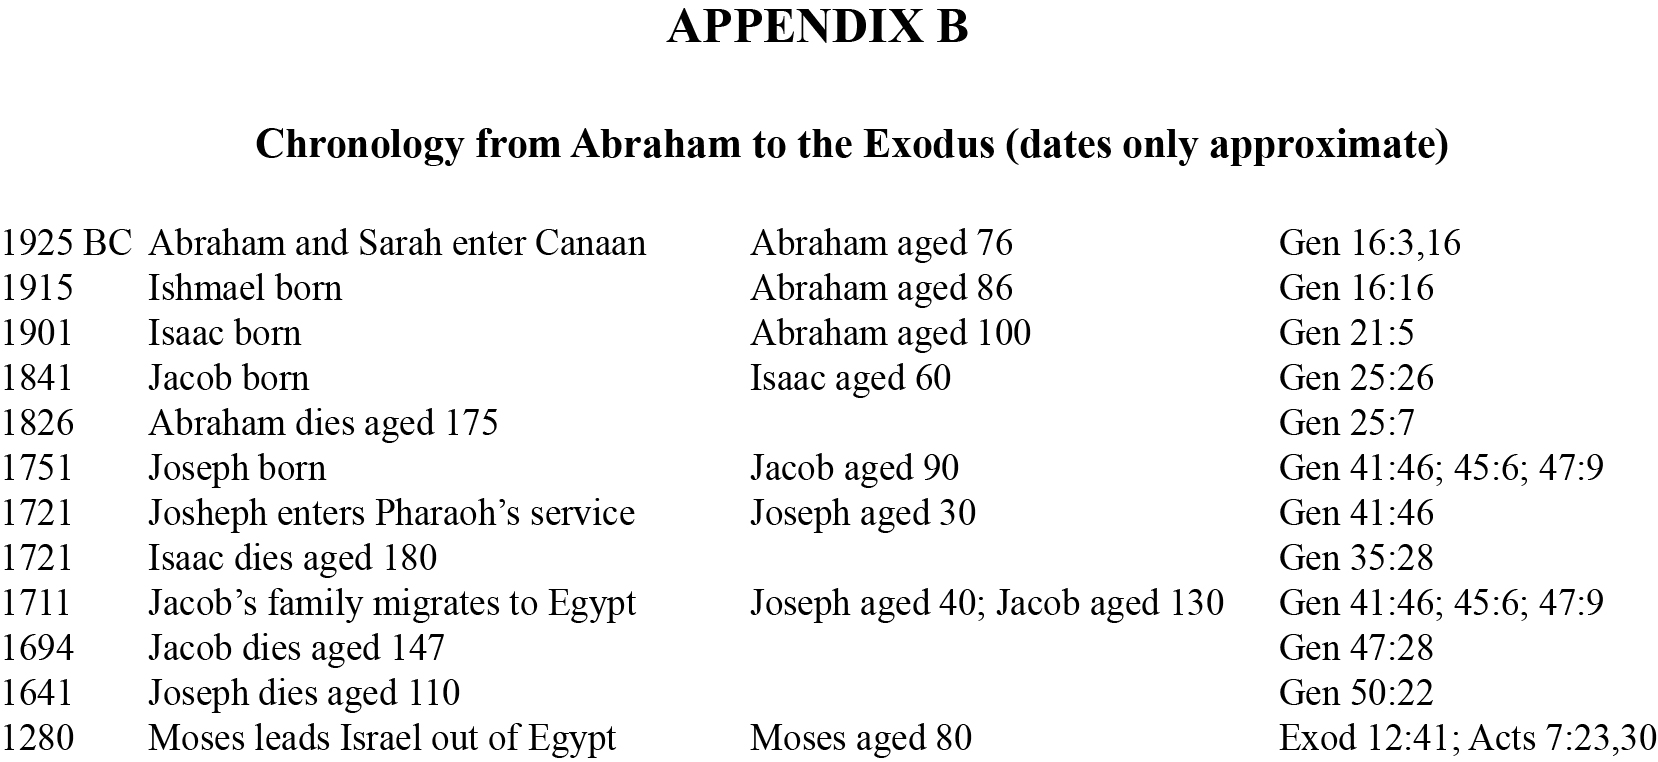 APPENDIX B
Chronology from Abraham to the Exodus (dates only approximate)
1925 BC Abraham and Sarah enter Canaan Abraham aged 76 Gen 16:3,16
1915 Ishmael born Abraham aged 86 Gen 16:16
1901 Isaac born Abraham aged 100 Gen 21:5
1841 Jacob born Isaac aged 60 Gen 25:26
1826 Abraham dies aged 175 Gen 25:7
1751 Joseph born Jacob aged 90 Gen 41:46; 45:6; 47:9
1721 Josheph enters Pharaoh’s service Joseph aged 30 Gen 41:46
1721 Isaac dies aged 180 Gen 35:28
1711 Jacob’s family migrates to Egypt Joseph aged 40; Jacob aged 130 Gen 41:46; 45:6; 47:9
1694 Jacob dies aged 147 Gen 47:28
1641 Joseph dies aged 110 Gen 50:22
1280 Moses leads Israel out of Egypt Moses aged 80 Exod 12:41; Acts 7:23,30